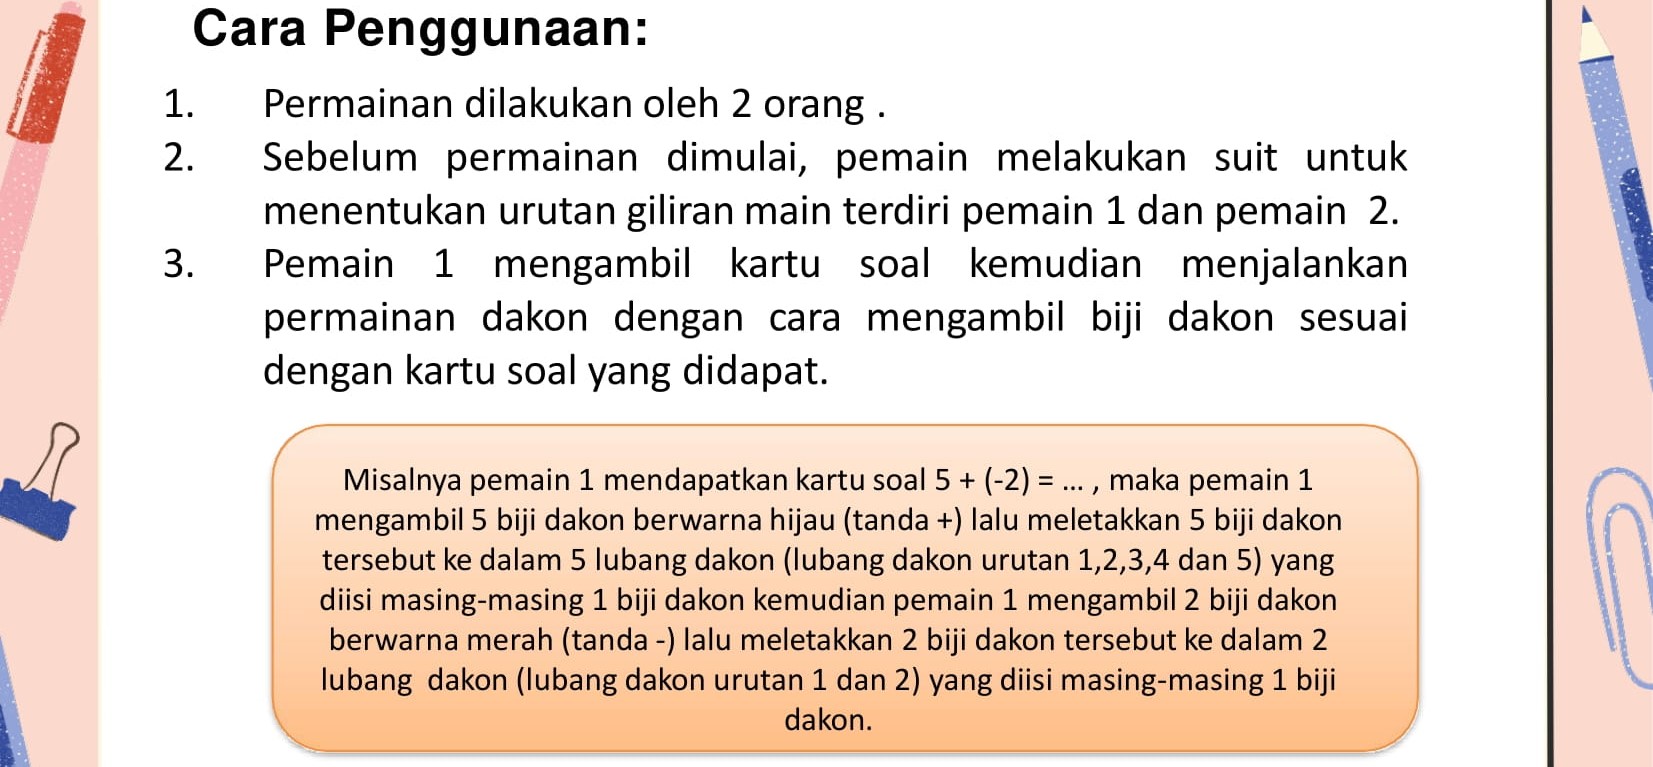 Cara Penggunaan:
1. Permainan dilakukan oleh 2 orang .
2. Sebelum permainan dimulai, pemain melakukan suit untuk
menentukan urutan giliran main terdiri pemain 1 dan pemain 2.
3. Pemain 1 mengambil kartu soal kemudian menjalankan
permainan dakon dengan cara mengambil biji dakon sesuai
dengan kartu soal yang didapat.
Misalnya pemain 1 mendapatkan kartu soal 5 + (-2) = ... , maka pemain 1
mengambil 5 biji dakon berwarna hijau (tanda +) lalu meletakkan 5 biji dakon
tersebut ke dalam 5 lubang dakon (lubang dakon urutan 1,2,3,4 dan 5) yang
diisi masing-masing 1 biji dakon kemudian pemain 1 mengambil 2 biji dakon
berwarna merah (tanda -) lalu meletakkan 2 biji dakon tersebut ke dalam 2
lubang dakon (lubang dakon urutan 1 dan 2) yang diisi masing-masing 1 biji
dakon.